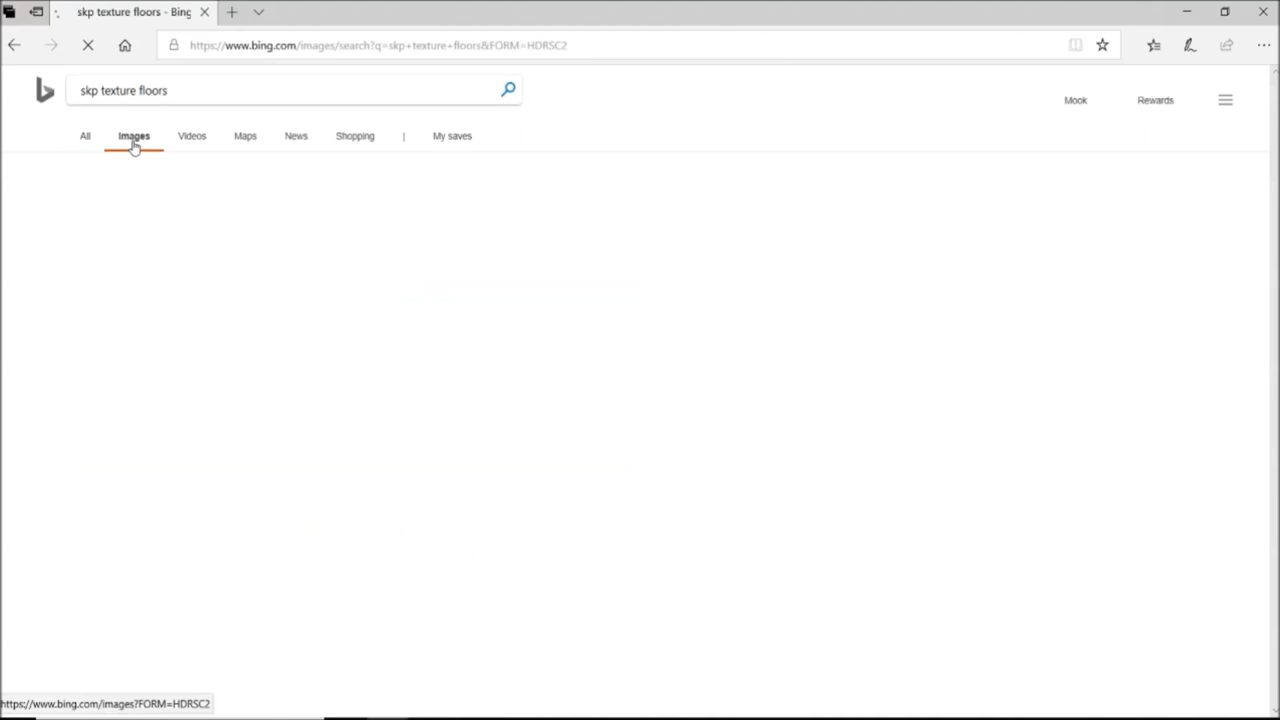 skp texture floors - Bing
https://www.bing.com/images/search?q=skp+texture+floors&FORM=HDRSC2
skp texture floors
Mook Rewards
All Images Videos Maps News Shopping | My saves
https://www.bing.com/images?FORM=HDRSC2